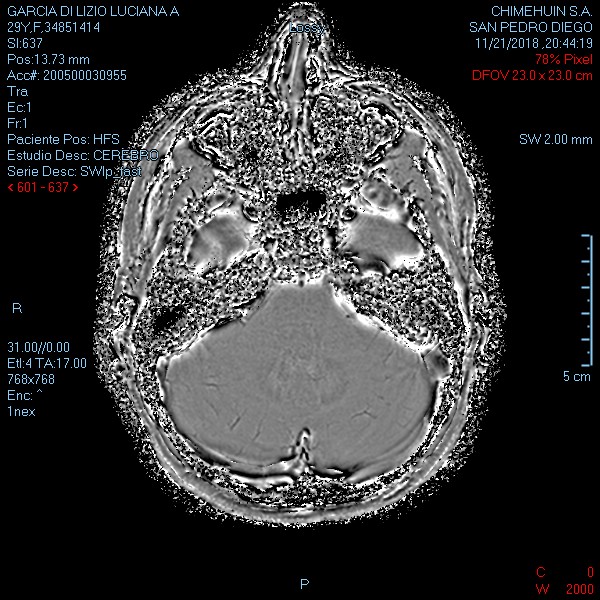 GARCIA DI LIZIO LUCIANA A
29Y,F,34851414
Sl:637
Pos:13.73 mm
Acc#: 200500030955
Tra
Ec:1
Fr:1
Paciente Pos: HFS
Estudio Desc: CEREBRO
Serie Desc: SWIp_fast
< 601 - 637 >
Lossy
CHIMEHUIN S.A.
SAN PEDRO DIEGO
11/21/2018 ,20:44:19
78% Pixel
DFOV 23.0 x 23.0 cm
SW 2.00 mm
R
31.00//0.00
Etl:4 TA:17.00
768x768
Enc: ^
1nex
5 cm
P
C 0
W 2000